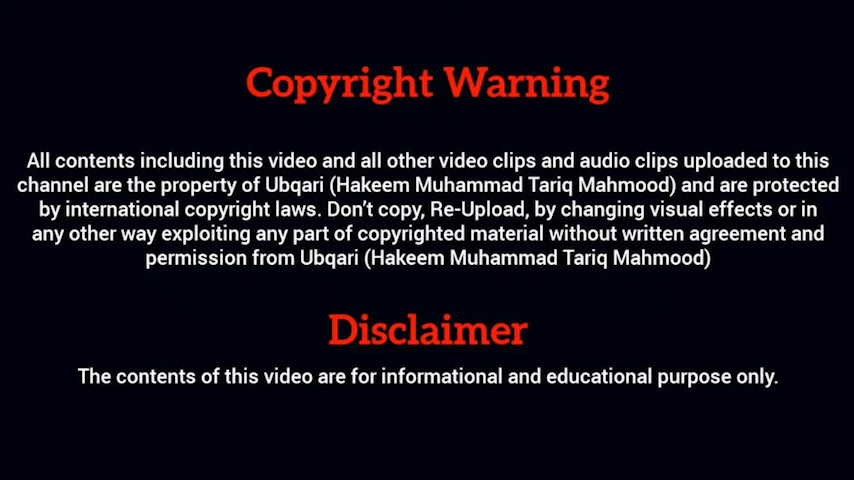 Copyright Warning
All contents including this video and all other video clips and audio clips uploaded to this
channel are the property of Ubqari (Hakeem Muhammad Tariq Mahmood) and are protected
by international copyright laws. Don't copy, Re-Upload, by changing visual effects or in
any other way exploiting any part of copyrighted material without written agreement and
permission from Ubqari (Hakeem Muhammad Tariq Mahmood)
Disclaimer
The contents of this video are for informational and educational purpose only.